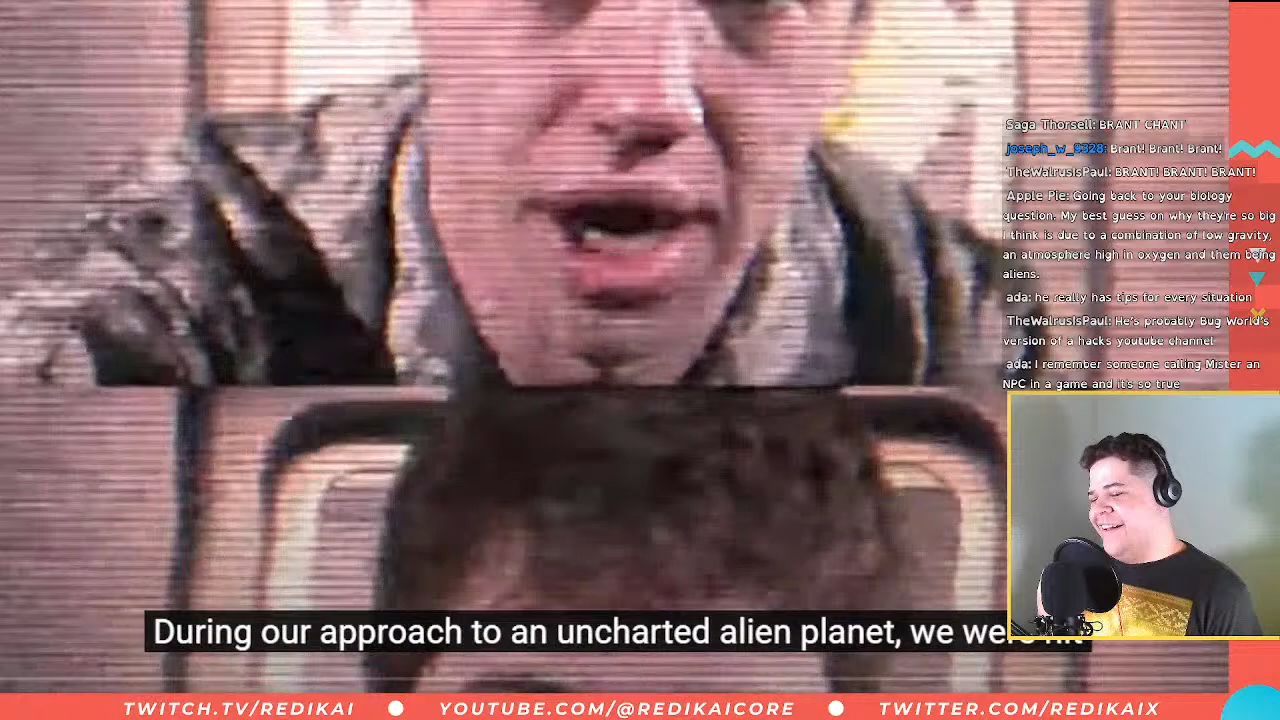 Saga Thorsell: BRANT CHANT
joseph_w_9328: Brant! Brant! Brant!
TheWalrusIsPaul: BRANT! BRANT! BRANT!
Apple Pie: Going back to your biology
question. My best guess on why they're so big
I think is due to a combination of low gravity,
an atmosphere high in oxygen and them being
aliens.
ada: he really has tips for every situation
TheWalrusIsPaul: He's probably Bug World's
version of a hacks youtube channel
ada: I remember someone calling Mister an
NPC in a game and it's so true
During our approach to an uncharted alien planet, we were hit
TWITCH.TV/REDIKAI
YOUTUBE.COM/@REDIKAICORE
TWITTER.COM/REDIKAIX